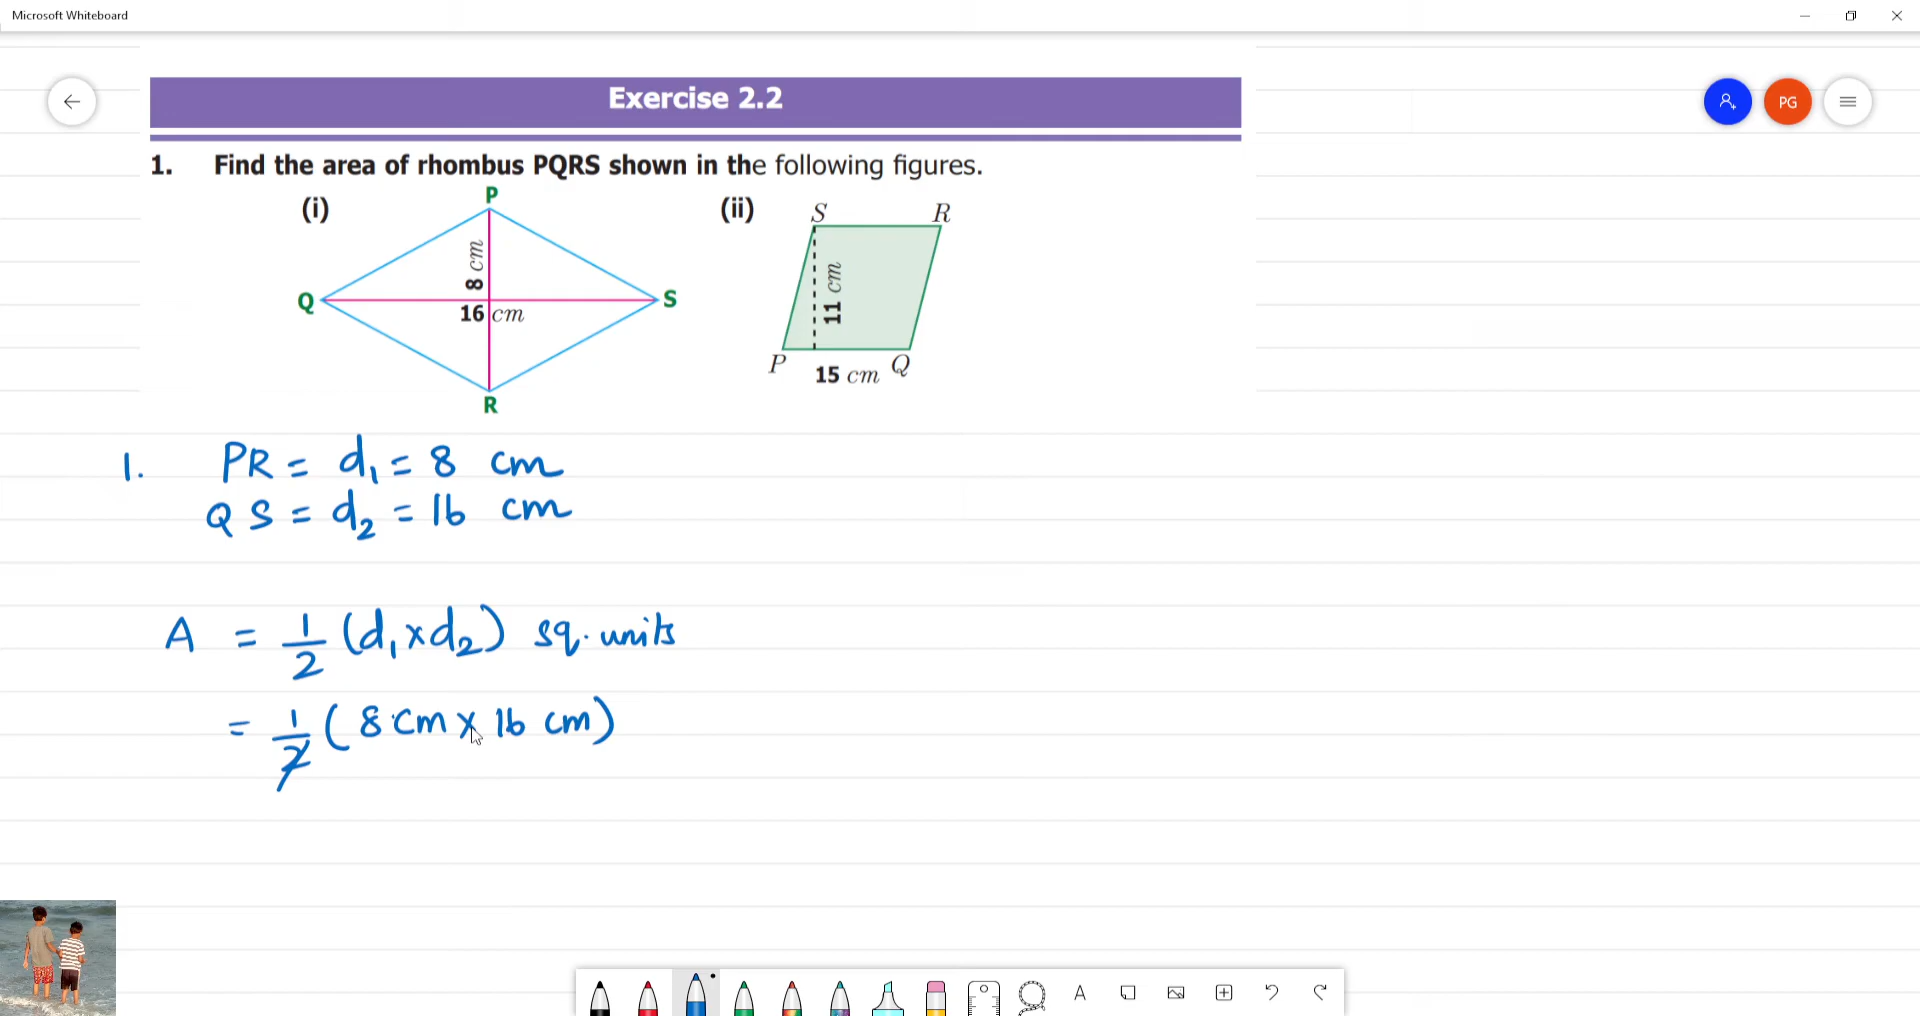 Microsoft Whiteboard
PG
Exercise 2.2
1. Find the area of rhombus PQRS shown in the following figures.
(i)
P
8 cm
Q
S
16 cm
R
(ii)
S R
11 cm
P Q
15 cm
1. PR = d₁ = 8 cm
QS = d₂ = 16 cm
A = 1/2 (d₁ x d₂) sq. units
= 1/2 ( 8 cm x 16 cm)
A